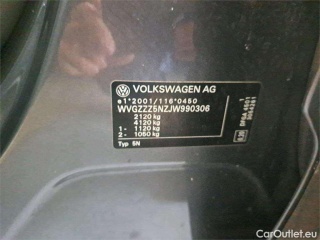 VOLKSWAGEN AG
e1*2001/116*0450
WVGZZZ5NZJW990306
2120 kg
4120 kg
1- 1120 kg
2- 1060 kg
Typ 5N
CarOutlet.eu